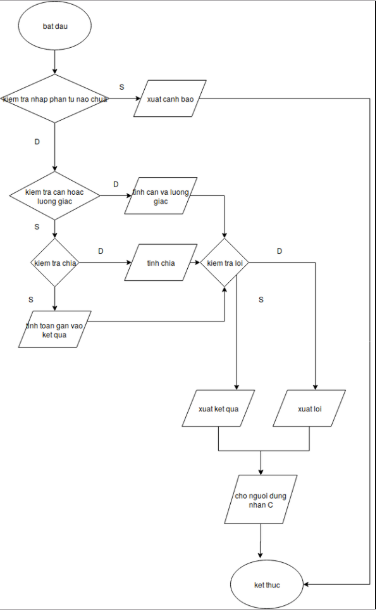 bat dau
S
kiem tra nhap phan tu nao chua
xuat canh bao
D
D
kiem tra can hoac
luong giac
tinh can va luong
giac
S
D
D
kiem tra chia
tinh chia
kiem tra loi
S
S
tinh toan gan vao
ket qua
xuat ket qua
xuat loi
cho nguoi dung
nhan C
ket thuc